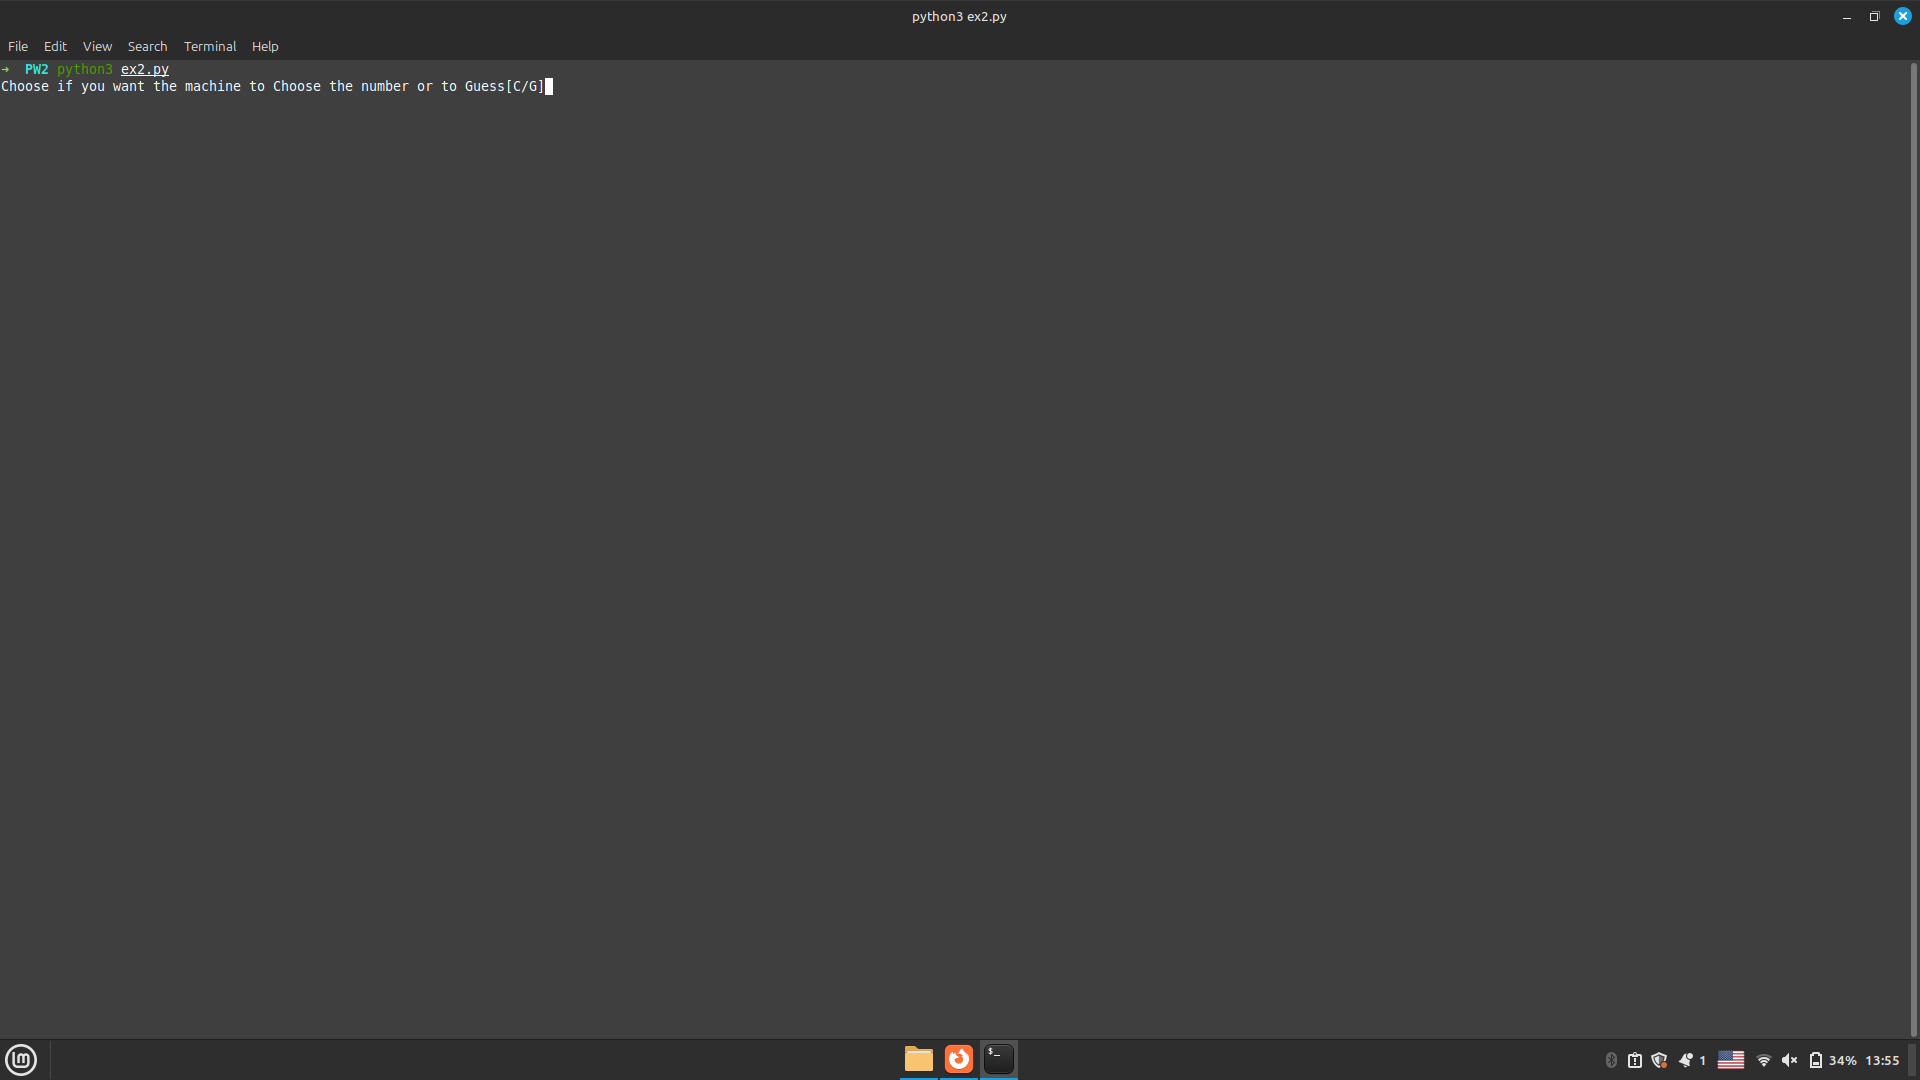 python3 ex2.py
File Edit View Search Terminal Help
➜ PW2 python3 ex2.py
Choose if you want the machine to Choose the number or to Guess[C/G]
$_
1 34% 13:55